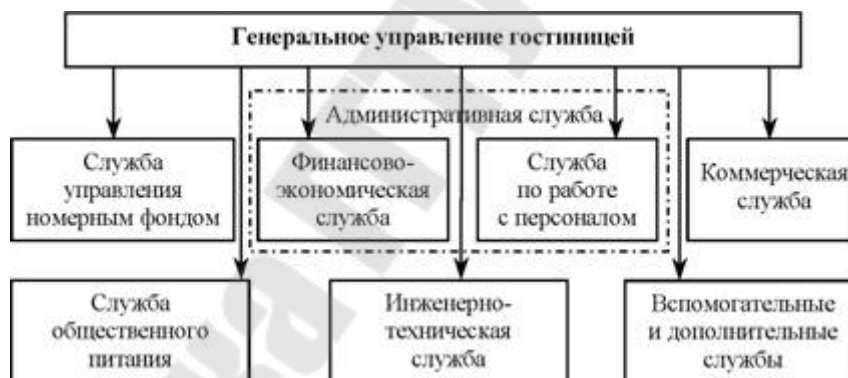 Генеральное управление гостиницей
Административная служба
Служба
управления
номерным фондом
Финансово-
экономическая
служба
Служба
по работе
с персоналом
Коммерческая
служба
Служба
общественного
питания
Инженерно-
техническая
служба
Вспомогательные
и дополнительные
службы